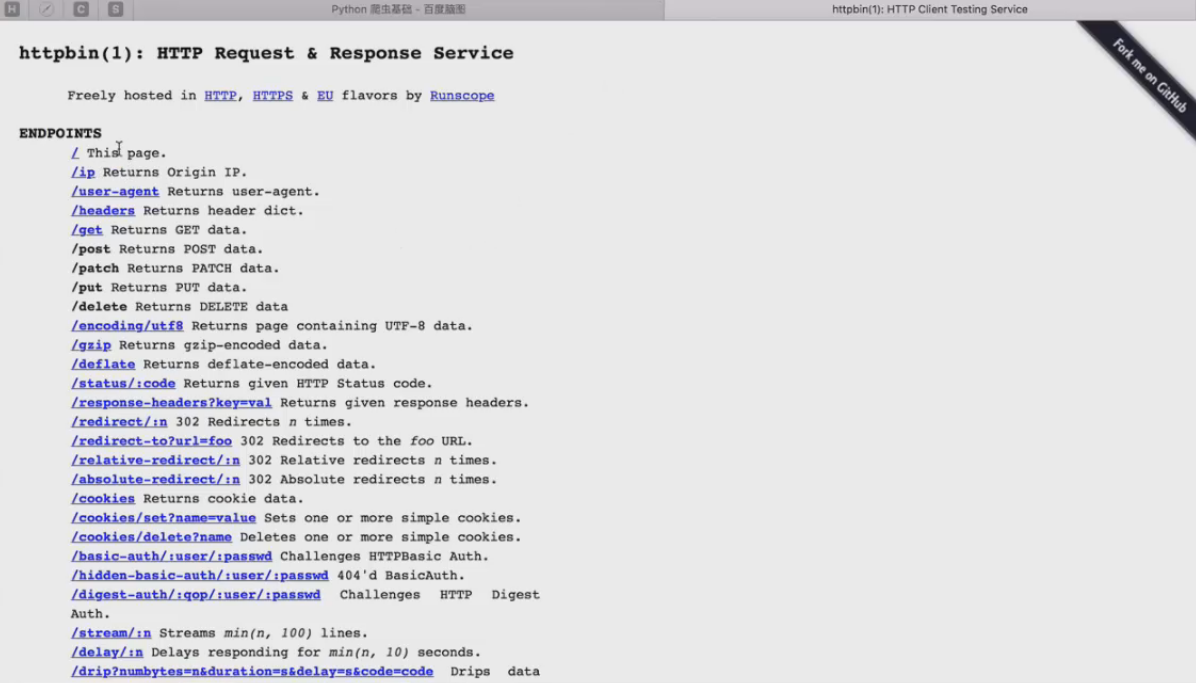 H C S
Python 爬虫基础 - 百度脑图
httpbin(1): HTTP Client Testing Service
Fork me on GitHub
httpbin(1): HTTP Request & Response Service
Freely hosted in HTTP, HTTPS & EU flavors by Runscope
ENDPOINTS
/ This page.
/ip Returns Origin IP.
/user-agent Returns user-agent.
/headers Returns header dict.
/get Returns GET data.
/post Returns POST data.
/patch Returns PATCH data.
/put Returns PUT data.
/delete Returns DELETE data
/encoding/utf8 Returns page containing UTF-8 data.
/gzip Returns gzip-encoded data.
/deflate Returns deflate-encoded data.
/status/:code Returns given HTTP Status code.
/response-headers?key=val Returns given response headers.
/redirect/:n 302 Redirects n times.
/redirect-to?url=foo 302 Redirects to the foo URL.
/relative-redirect/:n 302 Relative redirects n times.
/absolute-redirect/:n 302 Absolute redirects n times.
/cookies Returns cookie data.
/cookies/set?name=value Sets one or more simple cookies.
/cookies/delete?name Deletes one or more simple cookies.
/basic-auth/:user/:passwd Challenges HTTPBasic Auth.
/hidden-basic-auth/:user/:passwd 404'd BasicAuth.
/digest-auth/:qop/:user/:passwd Challenges HTTP Digest
Auth.
/stream/:n Streams min(n, 100) lines.
/delay/:n Delays responding for min(n, 10) seconds.
/drip?numbytes=n&duration=s&delay=s&code=code Drips data